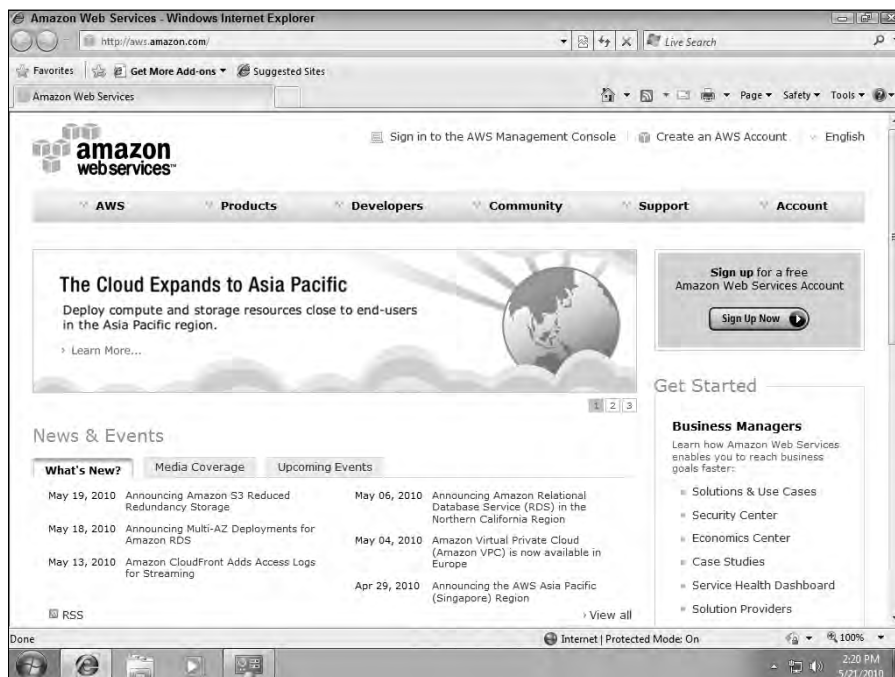 Amazon Web Services - Windows Internet Explorer
http://aws.amazon.com/
Live Search
Favorites
Get More Add-ons
Suggested Sites
Amazon Web Services
Page
Safety
Tools
amazon
webservices™
Sign in to the AWS Management Console
Create an AWS Account
English
AWS
Products
Developers
Community
Support
Account
The Cloud Expands to Asia Pacific
Deploy compute and storage resources close to end-users
in the Asia Pacific region.
› Learn More...
1 2 3
Sign up for a free
Amazon Web Services Account
Sign Up Now
News & Events
What's New?
Media Coverage
Upcoming Events
May 19, 2010 Announcing Amazon S3 Reduced
Redundancy Storage
May 18, 2010 Announcing Multi-AZ Deployments for
Amazon RDS
May 13, 2010 Amazon CloudFront Adds Access Logs
for Streaming
May 06, 2010 Announcing Amazon Relational
Database Service (RDS) in the
Northern California Region
May 04, 2010 Amazon Virtual Private Cloud
(Amazon VPC) is now available in
Europe
Apr 29, 2010 Announcing the AWS Asia Pacific
(Singapore) Region
RSS
› View all
Get Started
Business Managers
Learn how Amazon Web Services
enables you to reach business
goals faster:
Solutions & Use Cases
Security Center
Economics Center
Case Studies
Service Health Dashboard
Solution Providers
Done
Internet | Protected Mode: On
100%
2:20 PM
5/21/2010